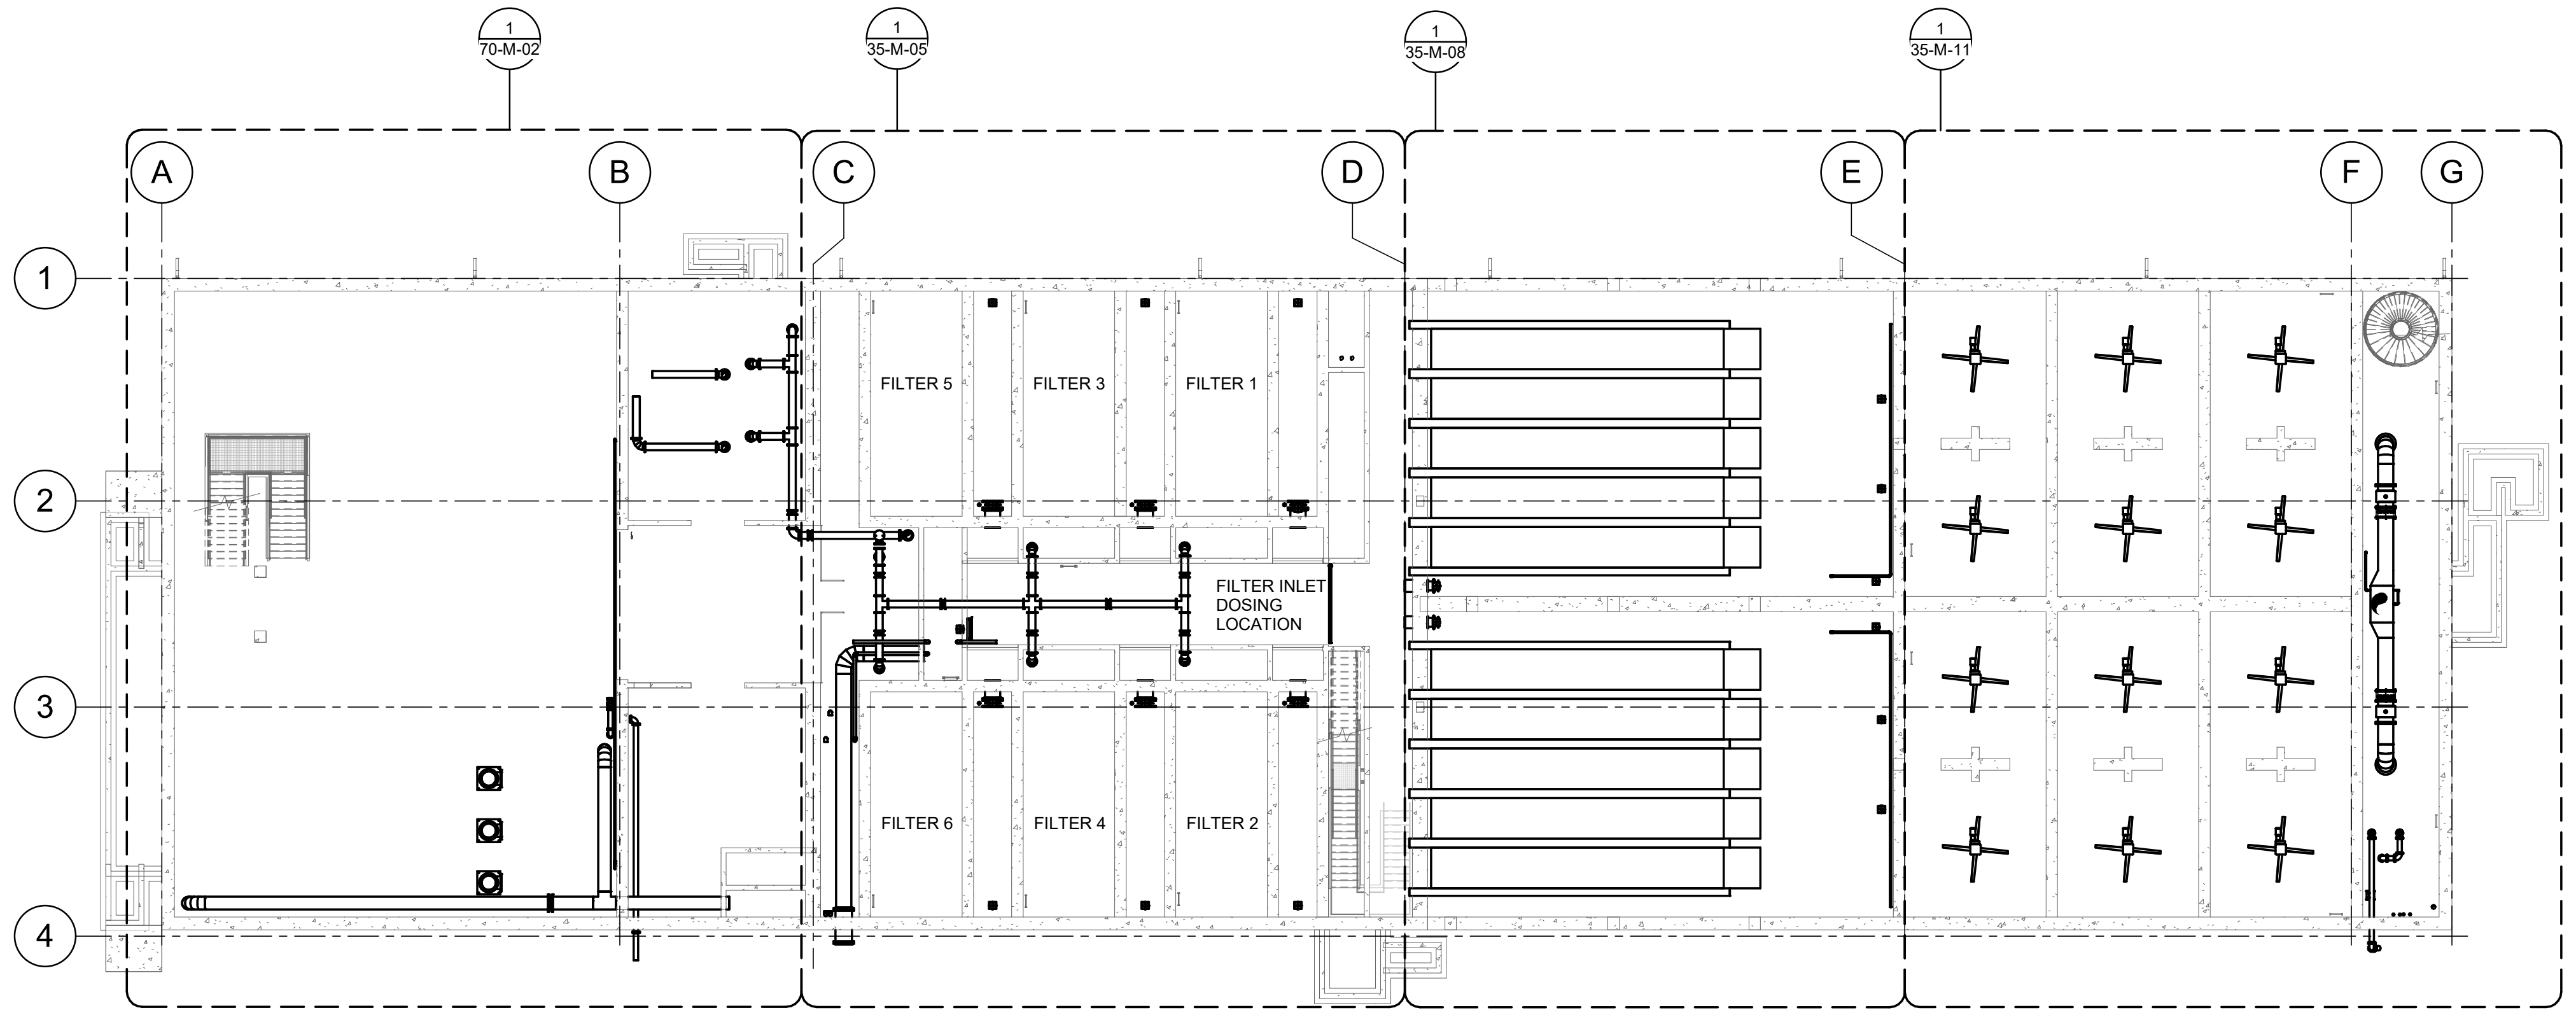 1
70-M-02
1
35-M-05
1
35-M-08
1
35-M-11
A
B
C
D
E
F
G
1
2
3
4
FILTER 5
FILTER 3
FILTER 1
FILTER INLET
DOSING
LOCATION
FILTER 6
FILTER 4
FILTER 2